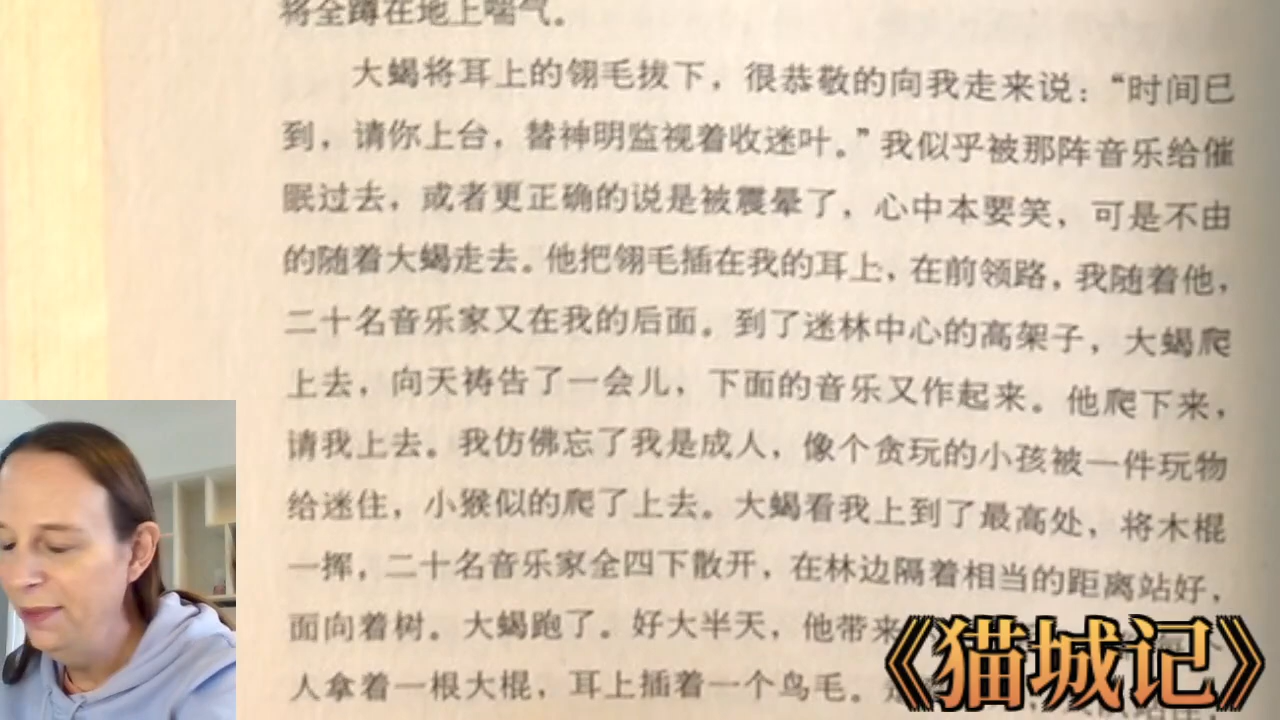 将全蹲在地上喘气。
大蝎将耳上的翎毛拔下，很恭敬的向我走来说：“时间已
到，请你上台，替神明监视着收迷叶。”我似乎被那阵音乐给催
眠过去，或者更正确的说是被震晕了，心中本要笑，可是不由
的随着大蝎走去。他把翎毛插在我的耳上，在前领路，我随着他，
二十名音乐家又在我的后面。到了迷林中心的高架子，大蝎爬
上去，向天祷告了一会儿，下面的音乐又作起来。他爬下来，
请我上去。我仿佛忘了我是成人，像个贪玩的小孩被一件玩物
给迷住，小猴似的爬了上去。大蝎看我上到了最高处，将木棍
一挥，二十名音乐家全四下散开，在林边隔着相当的距离站好，
面向着树。大蝎跑了。好大半天，他带来
人拿着一根大棍，耳上插着一个鸟毛。
《猫城记》